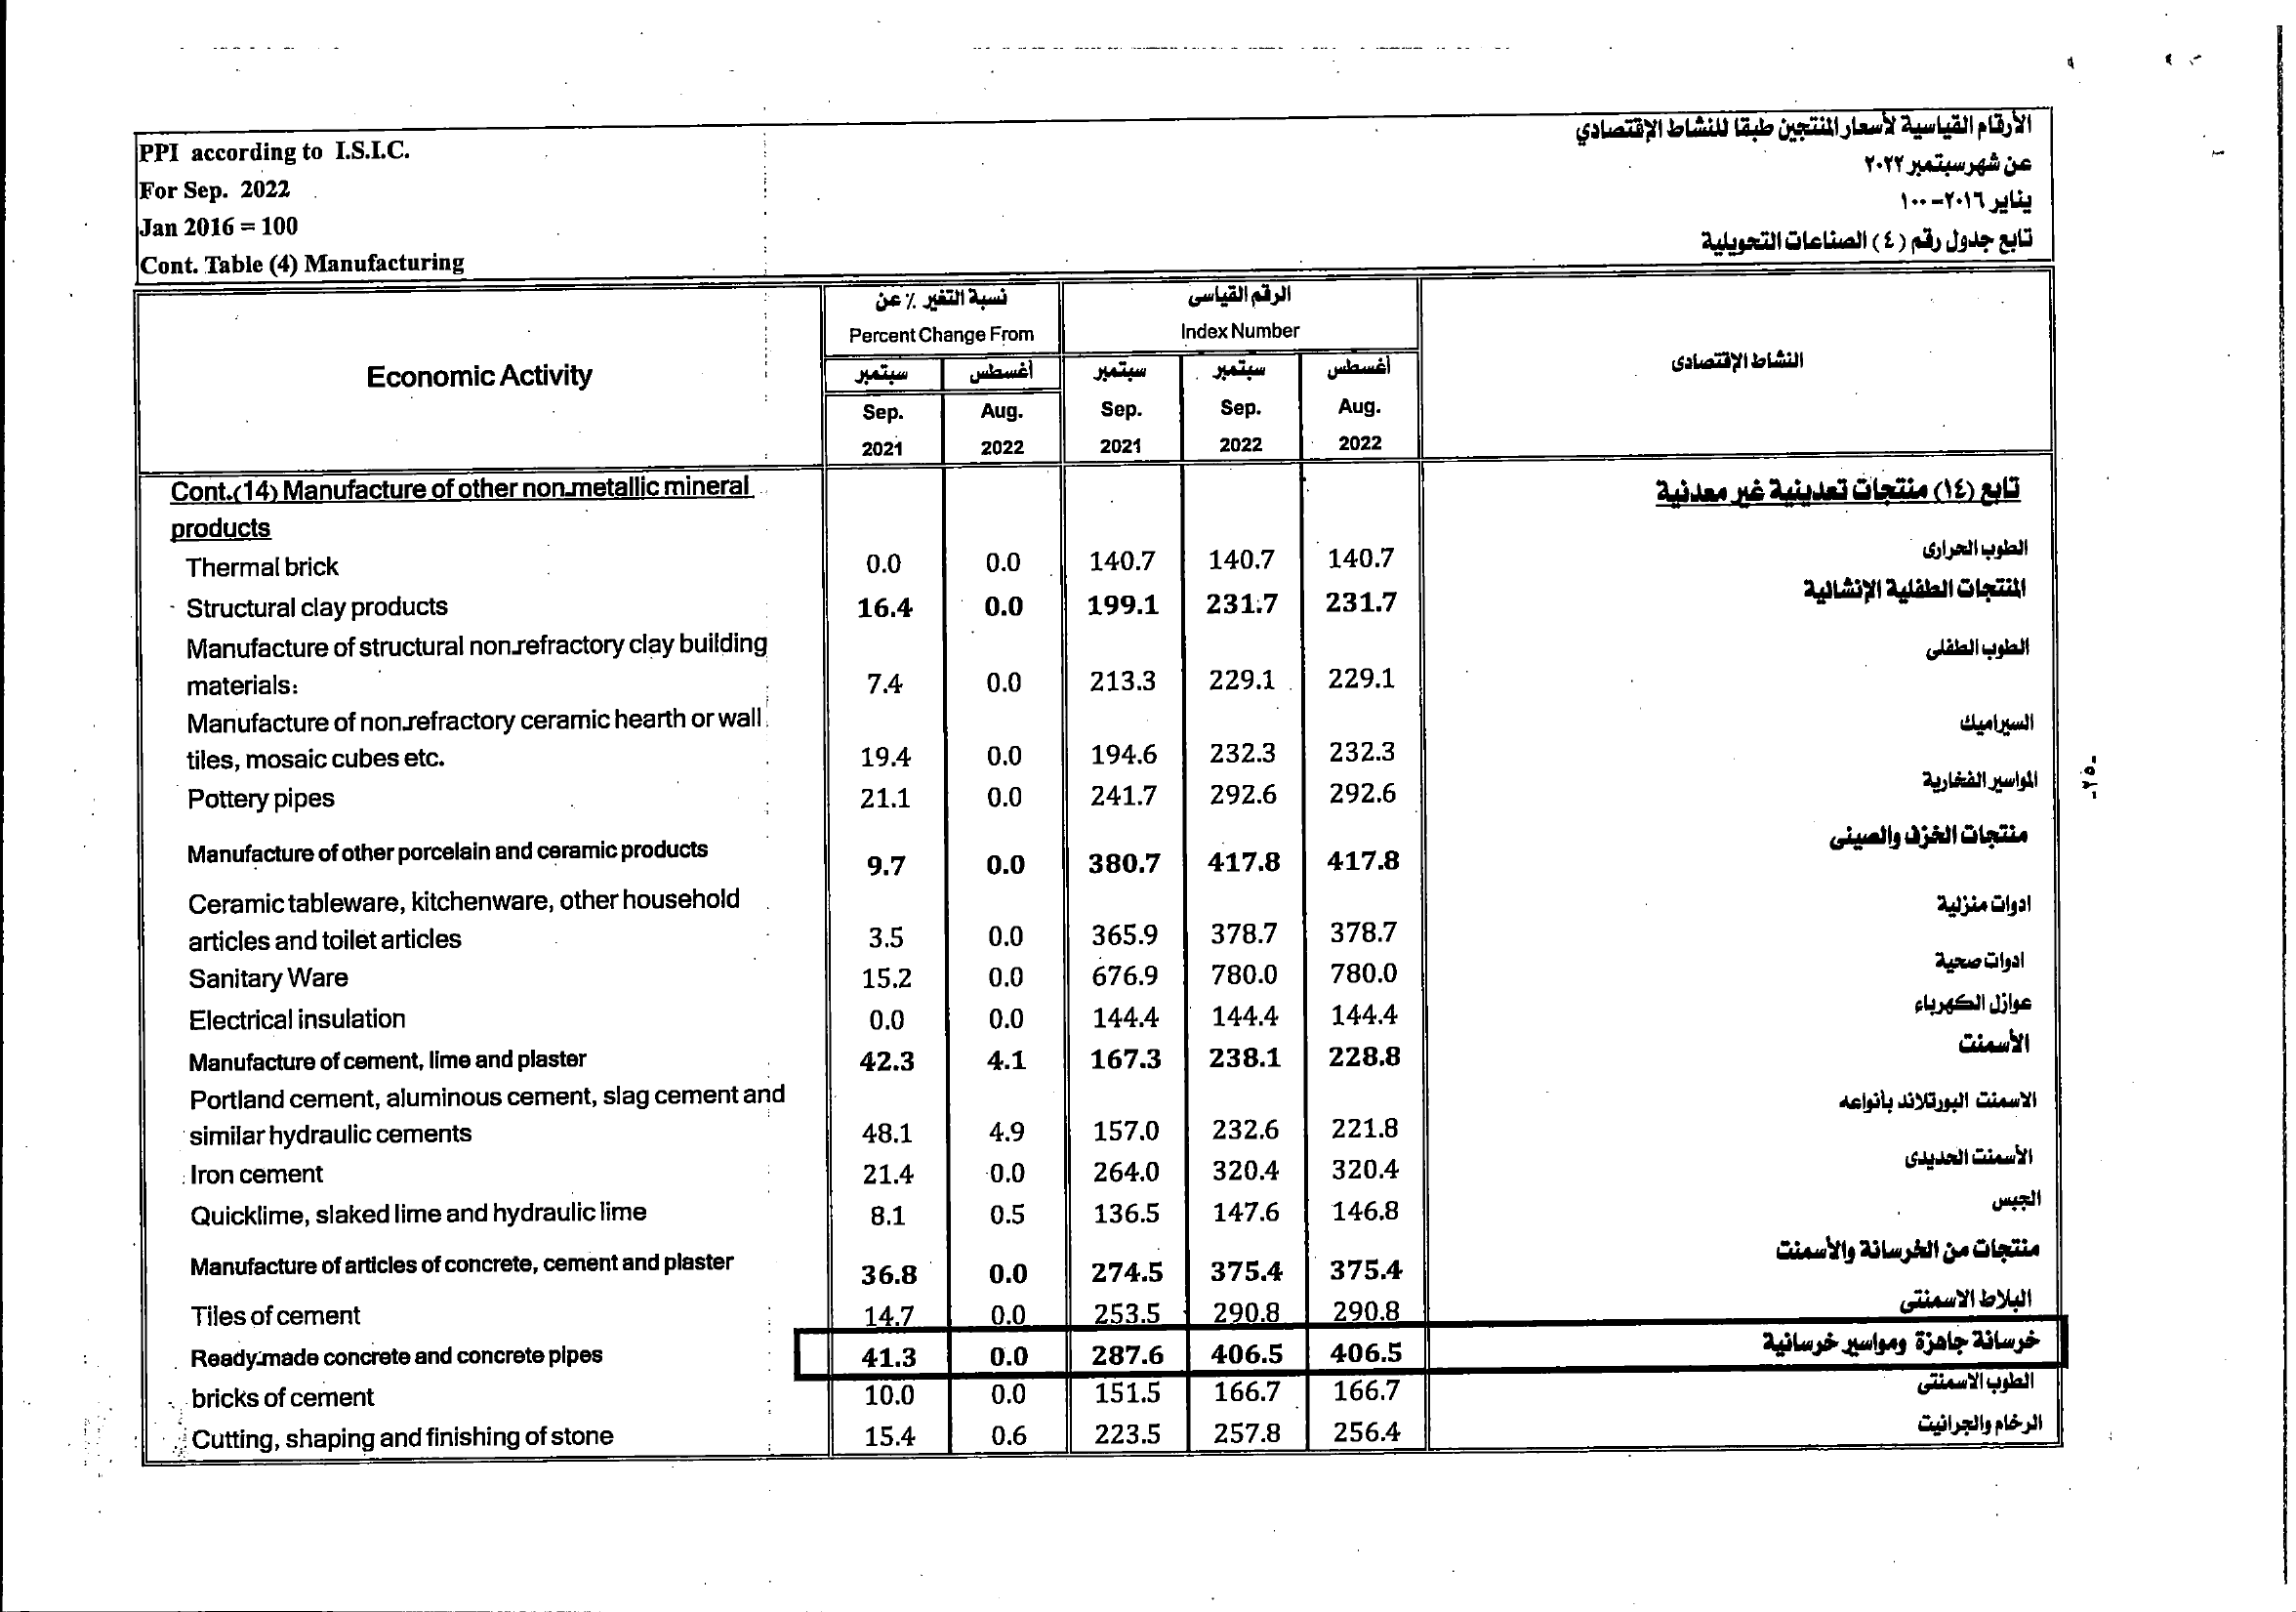 PPI according to I.S.I.C.
For Sep. 2022
Jan 2016 = 100
Cont. Table (4) Manufacturing
الأرقام القياسية لأسعار المنتجين طبقا للنشاط الإقتصادي
عن شهر سبتمبر ٢٠٢٢
يناير ٢٠١٦=١٠٠
تابع جدول رقم ( ٤ ) الصناعات التحويلية
Economic Activity
نسبة التغير ٪ عن
Percent Change From
الرقم القياسى
Index Number
النشاط الإقتصادى
سبتمبر أغسطس سبتمبر سبتمبر أغسطس
Sep. Aug. Sep. Sep. Aug.
2021 2022 2021 2022 2022
Cont.(14) Manufacture of other non-metallic mineral
products تابع (١٤) منتجات تعدينية غير معدنية
Thermal brick 0.0 0.0 140.7 140.7 140.7 الطوب الحرارى
Structural clay products 16.4 0.0 199.1 231.7 231.7 المنتجات الطفلية الإنشائية
Manufacture of structural non-refractory clay building
materials: 7.4 0.0 213.3 229.1 229.1 الطوب الطفلى
Manufacture of non-refractory ceramic hearth or wall
tiles, mosaic cubes etc. 19.4 0.0 194.6 232.3 232.3 السيراميك
Pottery pipes 21.1 0.0 241.7 292.6 292.6 المواسير الفخارية
Manufacture of other porcelain and ceramic products 9.7 0.0 380.7 417.8 417.8 منتجات الخزف والصينى
Ceramic tableware, kitchenware, other household
articles and toilet articles 3.5 0.0 365.9 378.7 378.7 ادوات منزلية
Sanitary Ware 15.2 0.0 676.9 780.0 780.0 ادوات صحية
Electrical insulation 0.0 0.0 144.4 144.4 144.4 عوازل الكهرباء
Manufacture of cement, lime and plaster 42.3 4.1 167.3 238.1 228.8 الأسمنت
Portland cement, aluminous cement, slag cement and
similar hydraulic cements 48.1 4.9 157.0 232.6 221.8 الاسمنت البورتلاند بأنواعه
Iron cement 21.4 0.0 264.0 320.4 320.4 الأسمنت الحديدى
Quicklime, slaked lime and hydraulic lime 8.1 0.5 136.5 147.6 146.8 الجبس
Manufacture of articles of concrete, cement and plaster 36.8 0.0 274.5 375.4 375.4 منتجات من الخرسانة والأسمنت
Tiles of cement 14.7 0.0 253.5 290.8 290.8 البلاط الاسمنتى
Ready-made concrete and concrete pipes 41.3 0.0 287.6 406.5 406.5 خرسانة جاهزة ومواسير خرسانية
bricks of cement 10.0 0.0 151.5 166.7 166.7 الطوب الاسمنتى
Cutting, shaping and finishing of stone 15.4 0.6 223.5 257.8 256.4 الرخام والجرانيت
-٢٥-